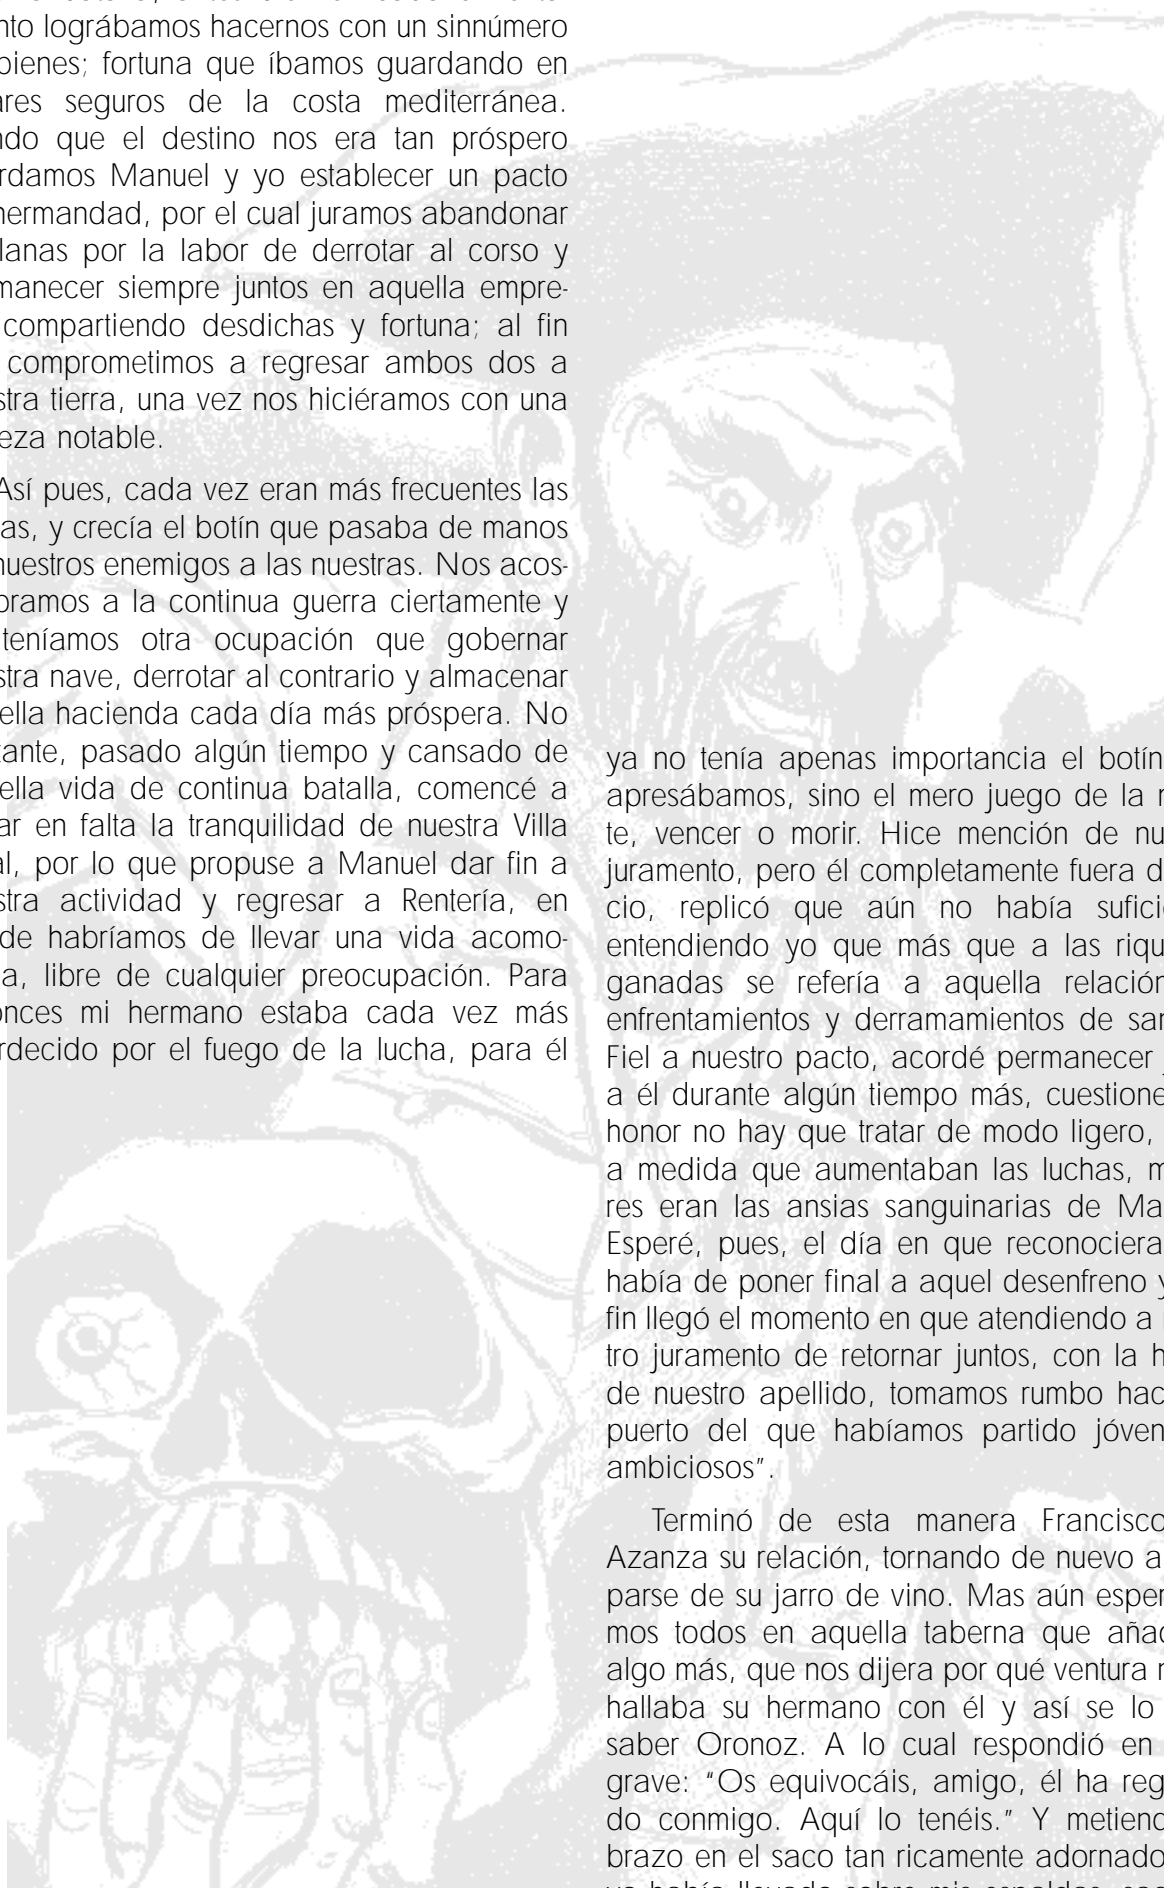 nto lográbamos hacernos con un sinnúmero
bienes; fortuna que íbamos guardando en
ares seguros de la costa mediterránea.
ndo que el destino nos era tan próspero
rdamos Manuel y yo establecer un pacto
hermandad, por el cual juramos abandonar
lanas por la labor de derrotar al corso y
manecer siempre juntos en aquella empre-
compartiendo desdichas y fortuna; al fin
comprometimos a regresar ambos dos a
stra tierra, una vez nos hiciéramos con una
eza notable.
Así pues, cada vez eran más frecuentes las
as, y crecía el botín que pasaba de manos
nuestros enemigos a las nuestras. Nos acos-
bramos a la continua guerra ciertamente y
teníamos otra ocupación que gobernar
stra nave, derrotar al contrario y almacenar
ella hacienda cada día más próspera. No
tante, pasado algún tiempo y cansado de
ella vida de continua batalla, comencé a
ar en falta la tranquilidad de nuestra Villa
al, por lo que propuse a Manuel dar fin a
stra actividad y regresar a Rentería, en
de habríamos de llevar una vida acomo-
a, libre de cualquier preocupación. Para
onces mi hermano estaba cada vez más
rdecido por el fuego de la lucha, para él
ya no tenía apenas importancia el botín
apresábamos, sino el mero juego de la
te, vencer o morir. Hice mención de nu
juramento, pero él completamente fuera d
cio, replicó que aún no había sufici
entendiendo yo que más que a las riqu
ganadas se refería a aquella relación
enfrentamientos y derramamientos de sar
Fiel a nuestro pacto, acordé permanecer
a él durante algún tiempo más, cuestione
honor no hay que tratar de modo ligero,
a medida que aumentaban las luchas, m
res eran las ansias sanguinarias de Ma
Esperé, pues, el día en que reconociera
había de poner final a aquel desenfreno y
fin llegó el momento en que atendiendo a
tro juramento de retornar juntos, con la h
de nuestro apellido, tomamos rumbo hac
puerto del que habíamos partido jóven
ambiciosos".
Terminó de esta manera Francisco
Azanza su relación, tornando de nuevo a
parse de su jarro de vino. Mas aún esper
mos todos en aquella taberna que añac
algo más, que nos dijera por qué ventura
hallaba su hermano con él y así se lo
saber Oronoz. A lo cual respondió en
grave: "Os equivocáis, amigo, él ha reg
do conmigo. Aquí lo tenéis." Y metienc
brazo en el saco tan ricamente adornado